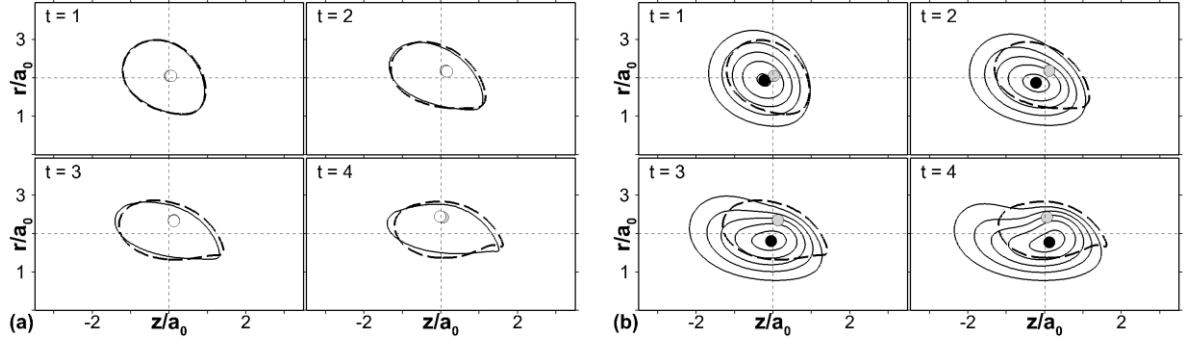 t = 1
t = 2
3
r/a0
1
t = 3
t = 4
3
r/a0
1
(a)
-2
z/a0
2
-2
z/a0
2
t = 1
t = 2
3
r/a0
1
t = 3
t = 4
3
r/a0
1
(b)
-2
z/a0
2
-2
z/a0
2